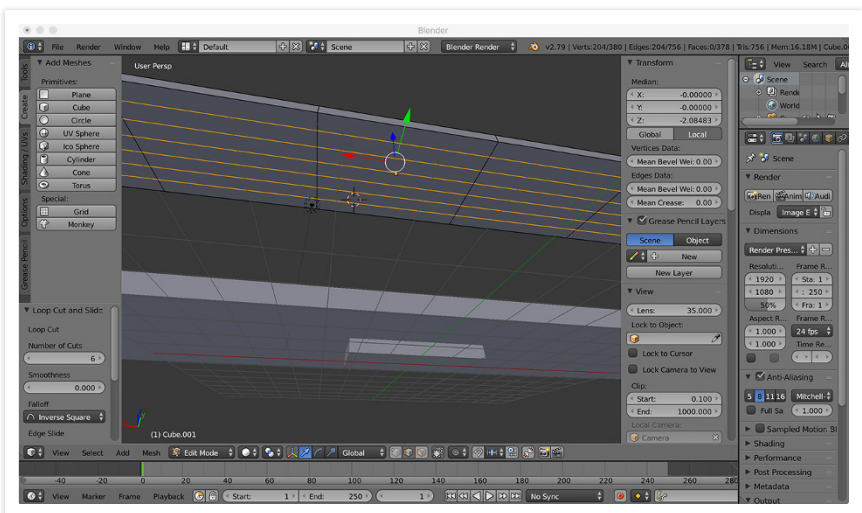 Blender
File Render Window Help Default Scene Blender Render v2.79 | Verts:204/380 | Edges:204/756 | Faces:0/378 | Tris:756 | Mem:16.18M | Cube.0
Tools
Create
Shading / UVs
Options
Grease Pencil
Add Meshes
Primitives:
Plane
Cube
Circle
UV Sphere
Ico Sphere
Cylinder
Cone
Torus
Special:
Grid
Monkey
Loop Cut and Slide
Loop Cut
Number of Cuts
6
Smoothness
0.000
Falloff
Inverse Square
Edge Slide
User Persp
(1) Cube.001
Transform
Median:
X: -0.00000
Y: -0.00000
Z: -2.08483
Global Local
Vertices Data:
Mean Bevel Wei: 0.00
Edges Data:
Mean Bevel Wei: 0.00
Mean Crease: 0.00
Grease Pencil Layers
Scene Object
New
New Layer
View
Lens: 35.000
Lock to Object:
Lock to Cursor
Lock Camera to View
Clip:
Start: 0.100
End: 1000.000
Local Camera:
Camera
View Search All
Scene
Rende
World
Scene
Render
Ren Anim Audi
Displa Image E
Dimensions
Render Pres...
Resoluti... Frame R...
1920 Sta: 1
1080 : 250
50% Fra: 1
Aspect R... Frame R...
1.000 24 fps
1.000 Time Re...
Anti-Aliasing
5 8 11 16 Mitchell-
Full Sa 1.000
Sampled Motion Bl
Shading
Performance
Post Processing
Metadata
Output
View Select Add Mesh Edit Mode Global
-40 -20 0 20 40 60 80 100 120 140 160 180 200 220 240 260 280
View Marker Frame Playback Start: 1 End: 250 1 No Sync